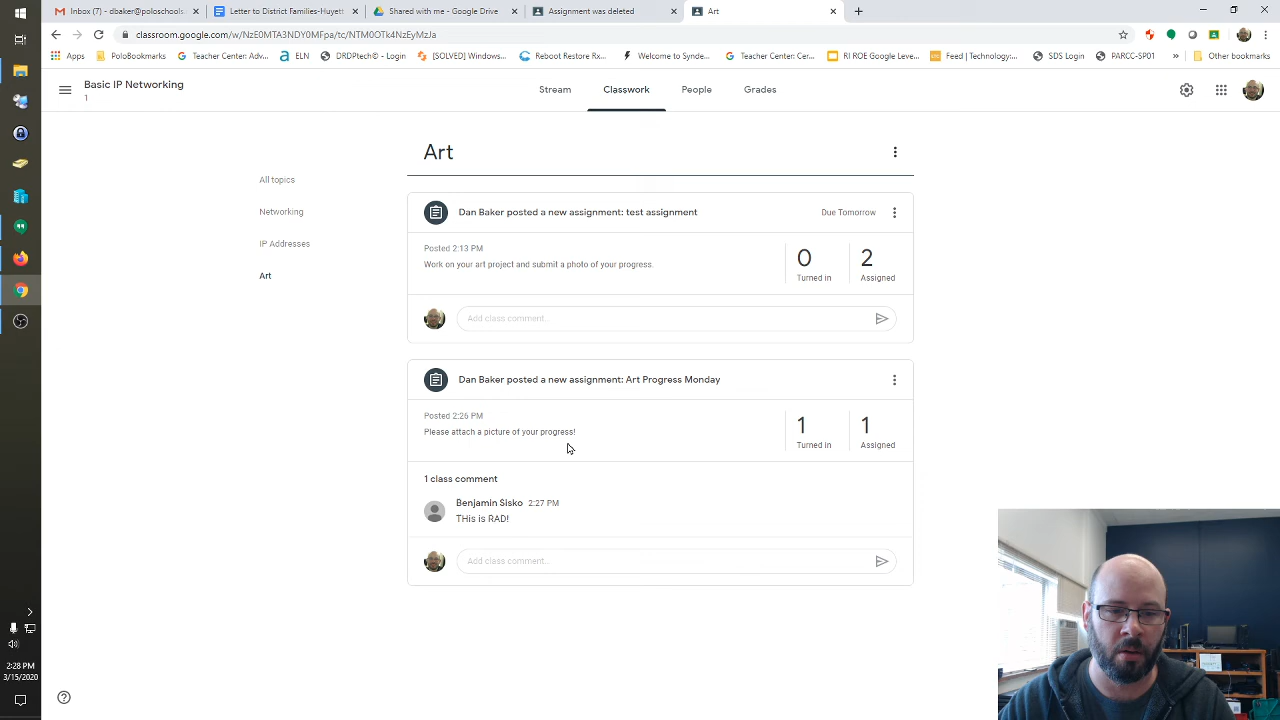 Inbox (7) - dbaker@poloschools.
Letter to District Families-Huyett
Shared with me - Google Drive
Assignment was deleted
Art
classroom.google.com/w/NzE0MTA3NDY0MFpa/tc/NTM0OTk4NzEyMzJa
Apps
PoloBookmarks
Google Teacher Center: Adv...
ELN
DRDPtech© - Login
[SOLVED] Windows...
Reboot Restore Rx...
Welcome to Synde...
Teacher Center:...
RI ROE Google Leve...
Feed | Technology:...
SDS Login
PARCC-SP01
»
Other bookmarks
Basic IP Networking
1
Stream
Classwork
People
Grades
Art
All topics
Networking
IP Addresses
Art
Dan Baker posted a new assignment: test assignment
Due Tomorrow
Posted 2:13 PM
Work on your art project and submit a photo of your progress.
0
Turned in
2
Assigned
Add class comment...
Dan Baker posted a new assignment: Art Progress Monday
Posted 2:26 PM
Please attach a picture of your progress!
1
Turned in
1
Assigned
1 class comment
Benjamin Sisko 2:27 PM
THis is RAD!
Add class comment...
2:28 PM
3/15/2020